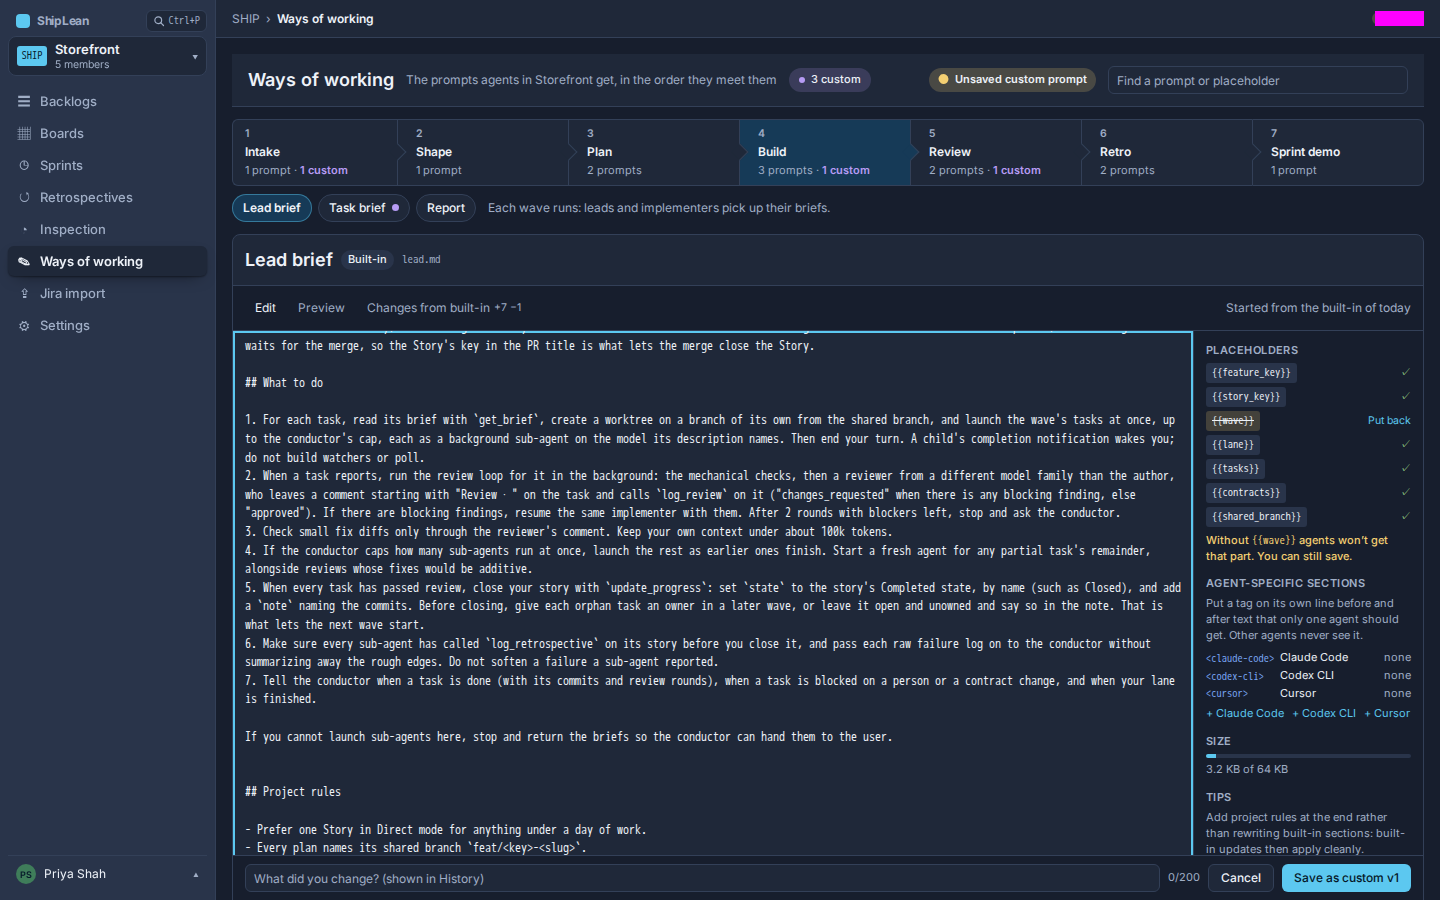 ShipLean
Ctrl+P
SHIP
Storefront
5 members
Backlogs
Boards
Sprints
Retrospectives
Inspection
Ways of working
Jira import
Settings
PS
Priya Shah
SHIP › Ways of working
Ways of working
The prompts agents in Storefront get, in the order they meet them
3 custom
Unsaved custom prompt
Find a prompt or placeholder
1
Intake
1 prompt · 1 custom
2
Shape
1 prompt
3
Plan
2 prompts
4
Build
3 prompts · 1 custom
5
Review
2 prompts · 1 custom
6
Retro
2 prompts
7
Sprint demo
1 prompt
Lead brief
Task brief
Report
Each wave runs: leads and implementers pick up their briefs.
Lead brief
Built-in
lead.md
Edit
Preview
Changes from built-in +7 −1
Started from the built-in of today
waits for the merge, so the Story's key in the PR title is what lets the merge close the Story.
## What to do
1. For each task, read its brief with `get_brief`, create a worktree on a branch of its own from the shared branch, and launch the wave's tasks at once, up
to the conductor's cap, each as a background sub-agent on the model its description names. Then end your turn. A child's completion notification wakes you;
do not build watchers or poll.
2. When a task reports, run the review loop for it in the background: the mechanical checks, then a reviewer from a different model family than the author,
who leaves a comment starting with "Review · " on the task and calls `log_review` on it ("changes_requested" when there is any blocking finding, else
"approved"). If there are blocking findings, resume the same implementer with them. After 2 rounds with blockers left, stop and ask the conductor.
3. Check small fix diffs only through the reviewer's comment. Keep your own context under about 100k tokens.
4. If the conductor caps how many sub-agents run at once, launch the rest as earlier ones finish. Start a fresh agent for any partial task's remainder,
alongside reviews whose fixes would be additive.
5. When every task has passed review, close your story with `update_progress`: set `state` to the story's Completed state, by name (such as Closed), and add
a `note` naming the commits. Before closing, give each orphan task an owner in a later wave, or leave it open and unowned and say so in the note. That is
what lets the next wave start.
6. Make sure every sub-agent has called `log_retrospective` on its story before you close it, and pass each raw failure log on to the conductor without
summarizing away the rough edges. Do not soften a failure a sub-agent reported.
7. Tell the conductor when a task is done (with its commits and review rounds), when a task is blocked on a person or a contract change, and when your lane
is finished.
If you cannot launch sub-agents here, stop and return the briefs so the conductor can hand them to the user.
## Project rules
- Prefer one Story in Direct mode for anything under a day of work.
- Every plan names its shared branch `feat/<key>-<slug>`.
PLACEHOLDERS
{{feature_key}} ✓
{{story_key}} ✓
{{wave}} Put back
{{lane}} ✓
{{tasks}} ✓
{{contracts}} ✓
{{shared_branch}} ✓
Without {{wave}} agents won't get
that part. You can still save.
AGENT-SPECIFIC SECTIONS
Put a tag on its own line before and
after text that only one agent should
get. Other agents never see it.
<claude-code> Claude Code none
<codex-cli> Codex CLI none
<cursor> Cursor none
+ Claude Code + Codex CLI + Cursor
SIZE
3.2 KB of 64 KB
TIPS
Add project rules at the end rather
than rewriting built-in sections: built-
in updates then apply cleanly.
What did you change? (shown in History)
0/200
Cancel
Save as custom v1